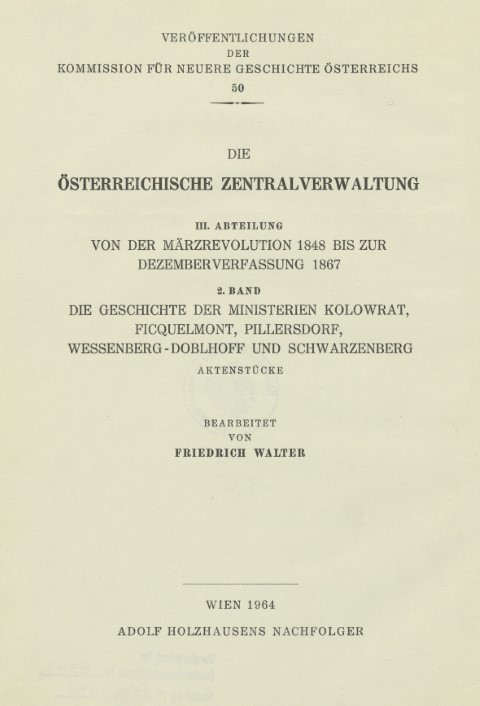 VERÖFFENTLICHUNGEN
DER
KOMMISSION FÜR NEUERE GESCHICHTE ÖSTERREICHS
50
DIE
ÖSTERREICHISCHE ZENTRALVERWALTUNG
III. ABTEILUNG
VON DER MÄRZREVOLUTION 1848 BIS ZUR
DEZEMBERVERFASSUNG 1867
2. BAND
DIE GESCHICHTE DER MINISTERIEN KOLOWRAT,
FICQUELMONT, PILLERSDORF,
WESSENBERG-DOBLHOFF UND SCHWARZENBERG
AKTENSTÜCKE
BEARBEITET
VON
FRIEDRICH WALTER
WIEN 1964
ADOLF HOLZHAUSENS NACHFOLGER